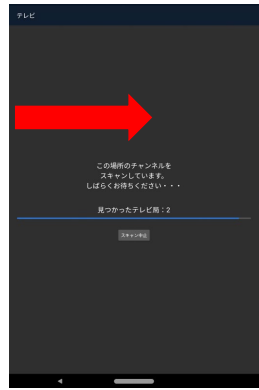 テレビ
この場所のチャンネルを
スキャンしています。
しばらくお待ちください・・・
見つかったテレビ局：2
スキャン中止